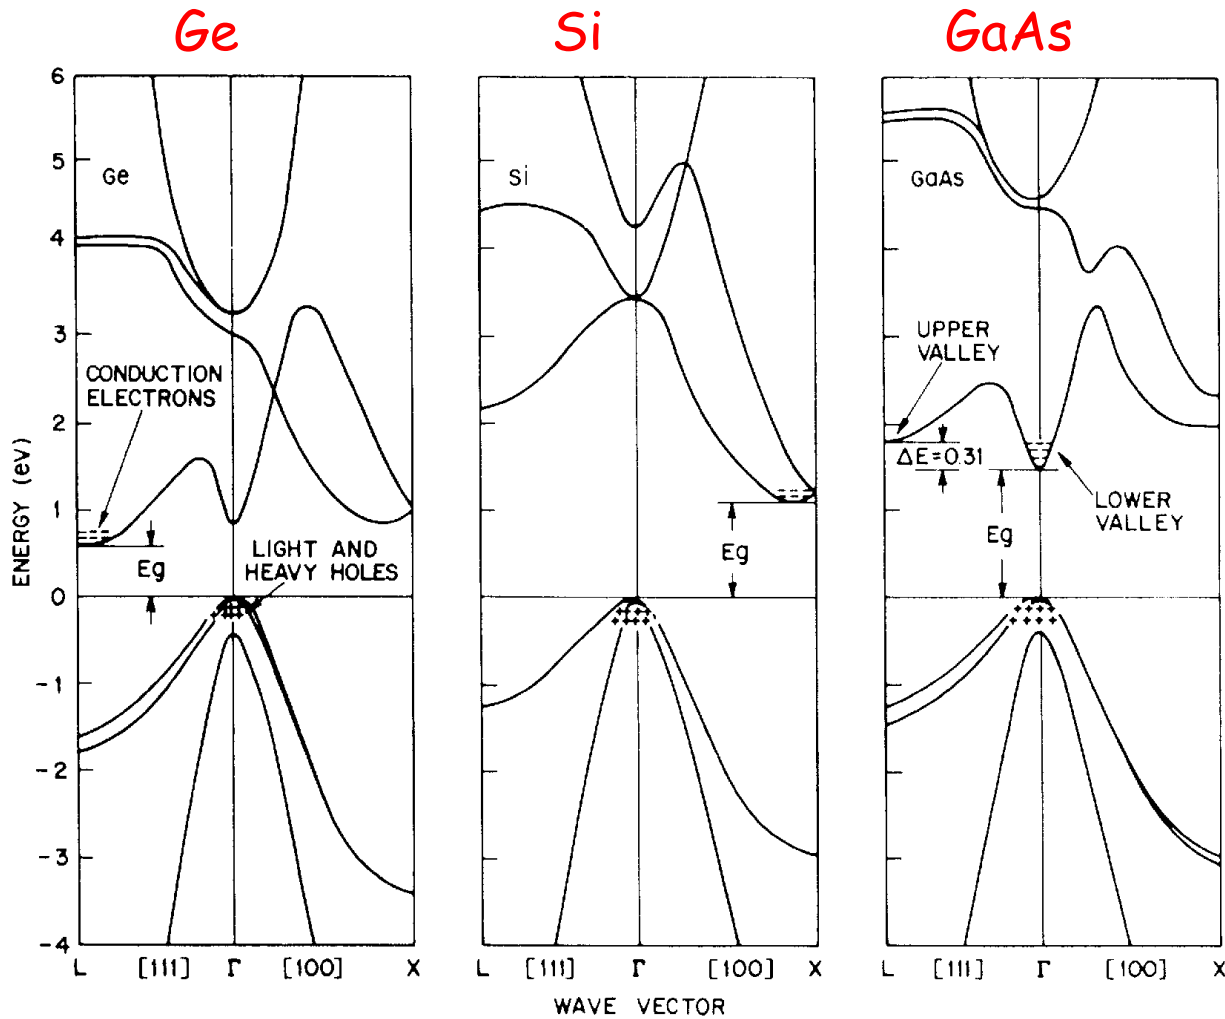 Ge
Si
GaAs
6
5
4
3
2
1
0
-1
-2
-3
-4
ENERGY (ev)
Ge
CONDUCTION
ELECTRONS
Eg
LIGHT AND
HEAVY HOLES
L
[111]
Γ
[100]
X
Si
Eg
L
[111]
Γ
[100]
X
GaAs
UPPER
VALLEY
ΔE=0.31
LOWER
VALLEY
Eg
L
[111]
Γ
[100]
X
WAVE VECTOR